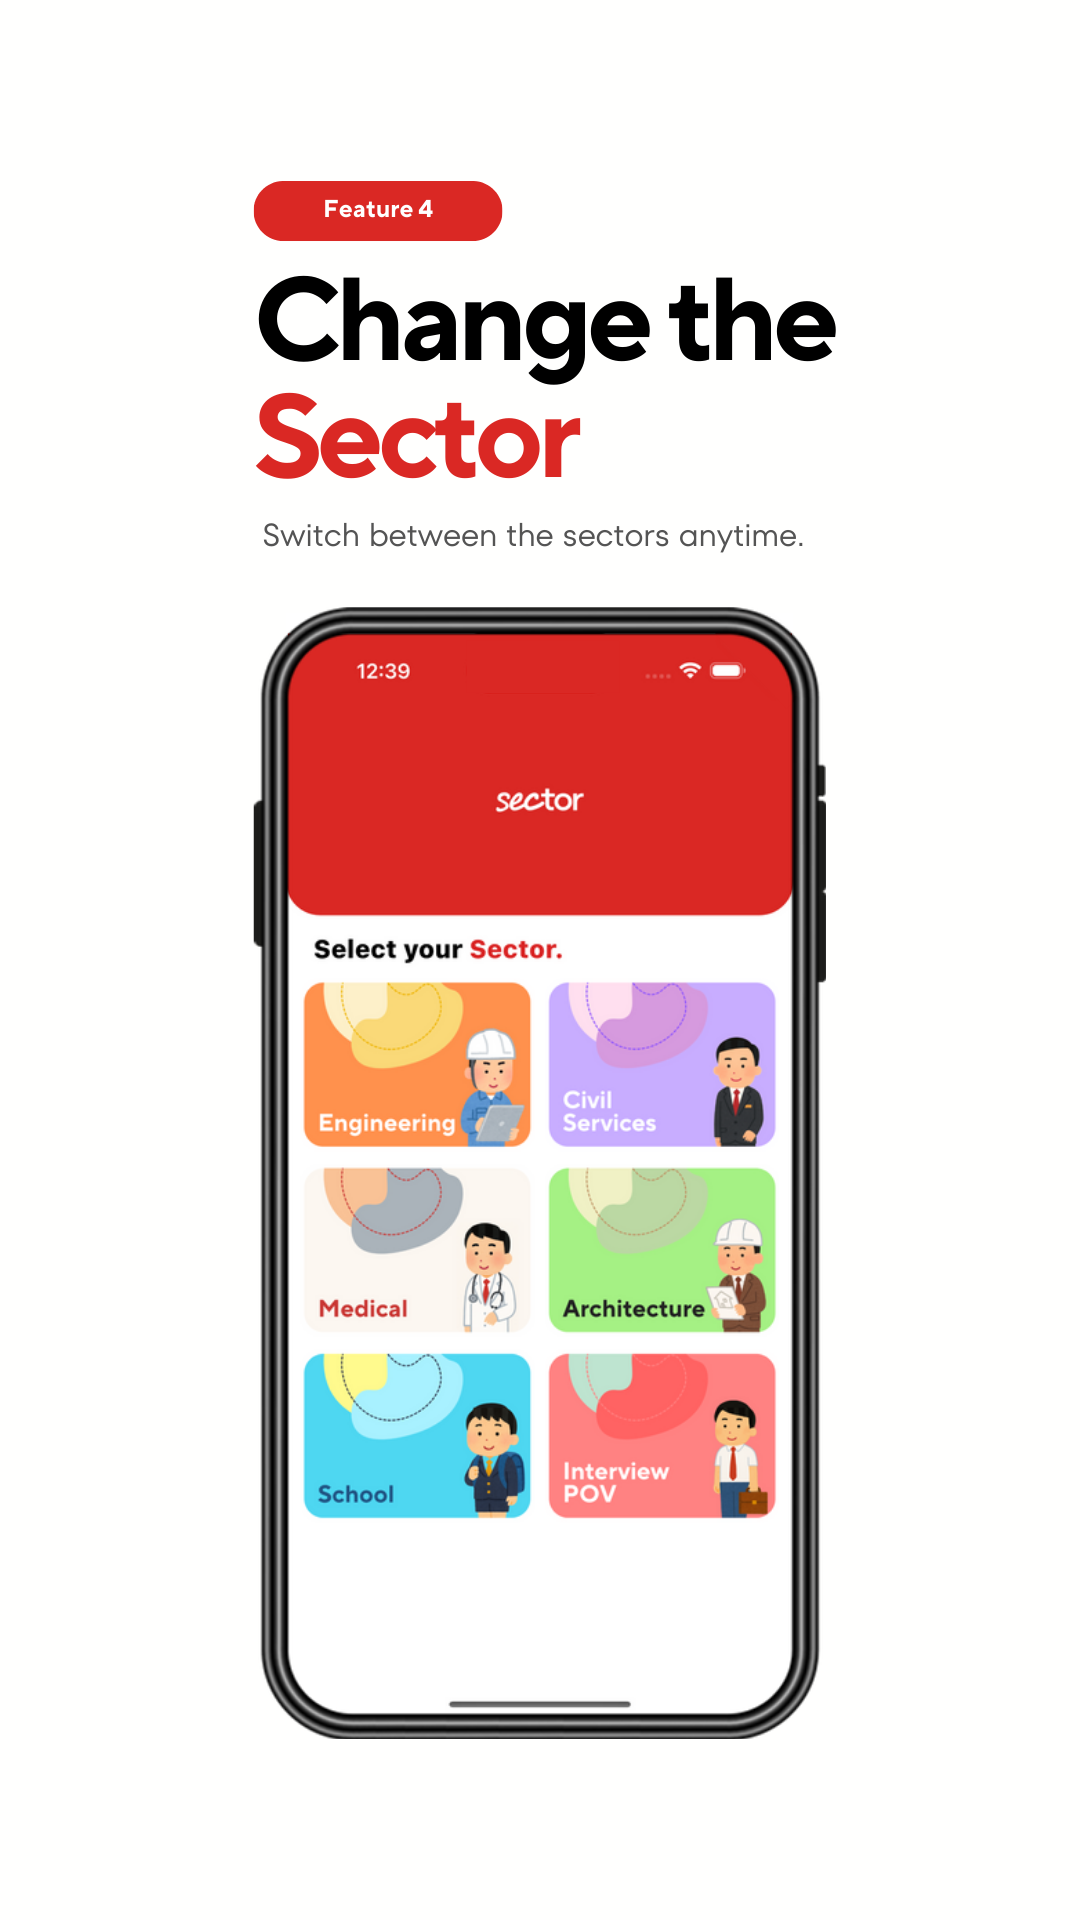 Feature 4
Change the
Sector
Switch between the sectors anytime.
12:39
sector
Select your Sector.
Engineering
Civil
Services
Medical
Architecture
School
Interview
POV